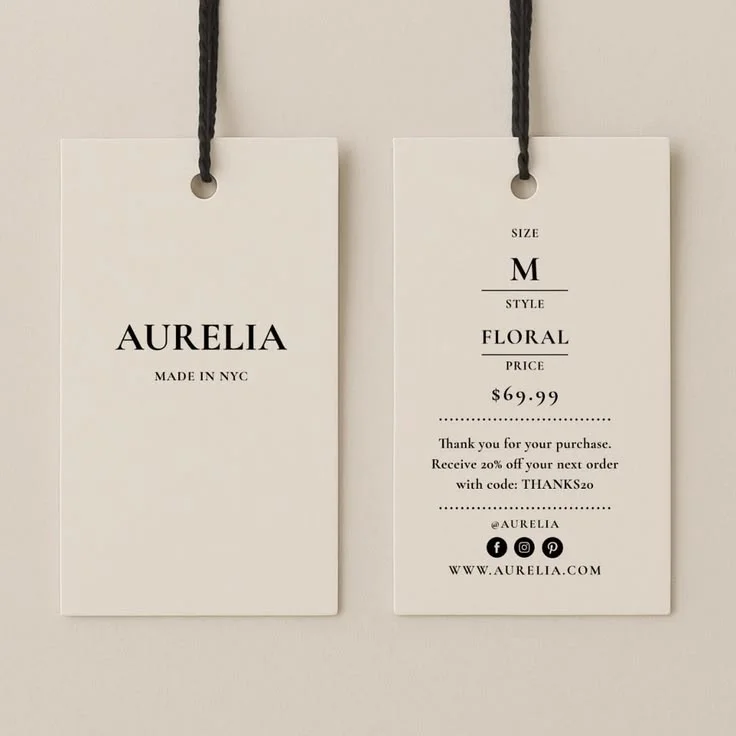 AURELIA
MADE IN NYC
SIZE
M
STYLE
FLORAL
PRICE
$69.99
Thank you for your purchase.
Receive 20% off your next order
with code: THANKS20
@AURELIA
WWW.AURELIA.COM